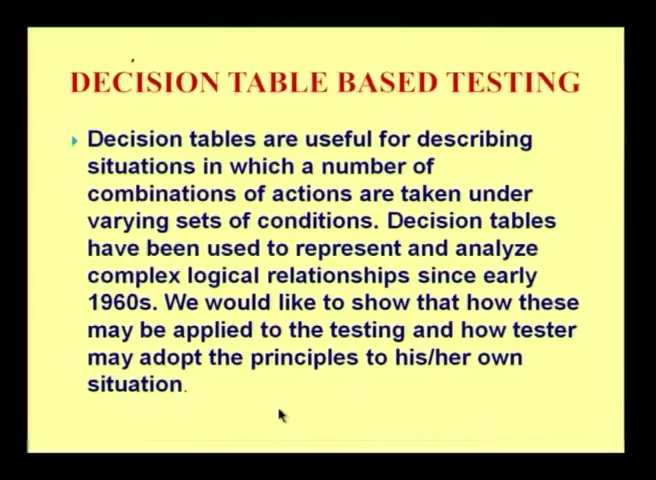 DECISION TABLE BASED TESTING
Decision tables are useful for describing
situations in which a number of
combinations of actions are taken under
varying sets of conditions. Decision tables
have been used to represent and analyze
complex logical relationships since early
1960s. We would like to show that how these
may be applied to the testing and how tester
may adopt the principles to his/her own
situation.